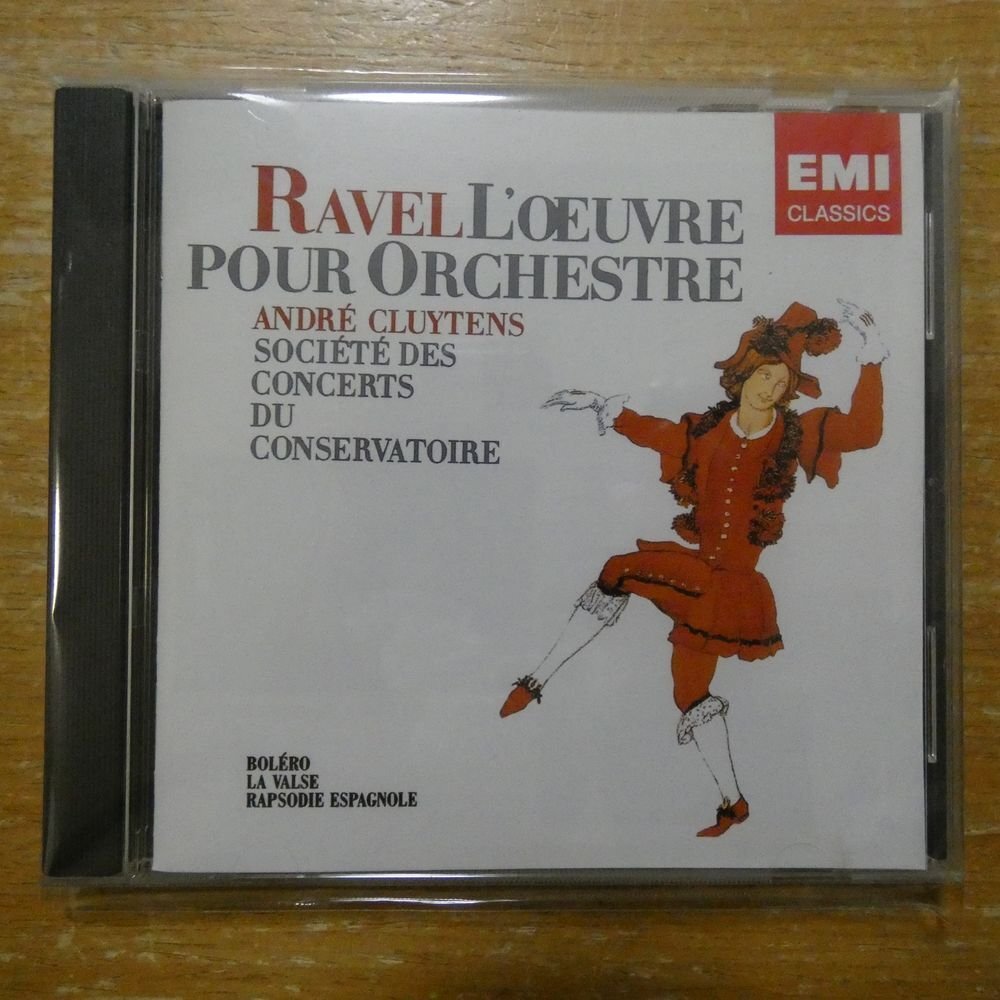 RAVEL L'ŒUVRE
POUR ORCHESTRE
ANDRÉ CLUYTENS
SOCIÉTÉ DES
CONCERTS
DU
CONSERVATOIRE
EMI
CLASSICS
BOLÉRO
LA VALSE
RAPSODIE ESPAGNOLE